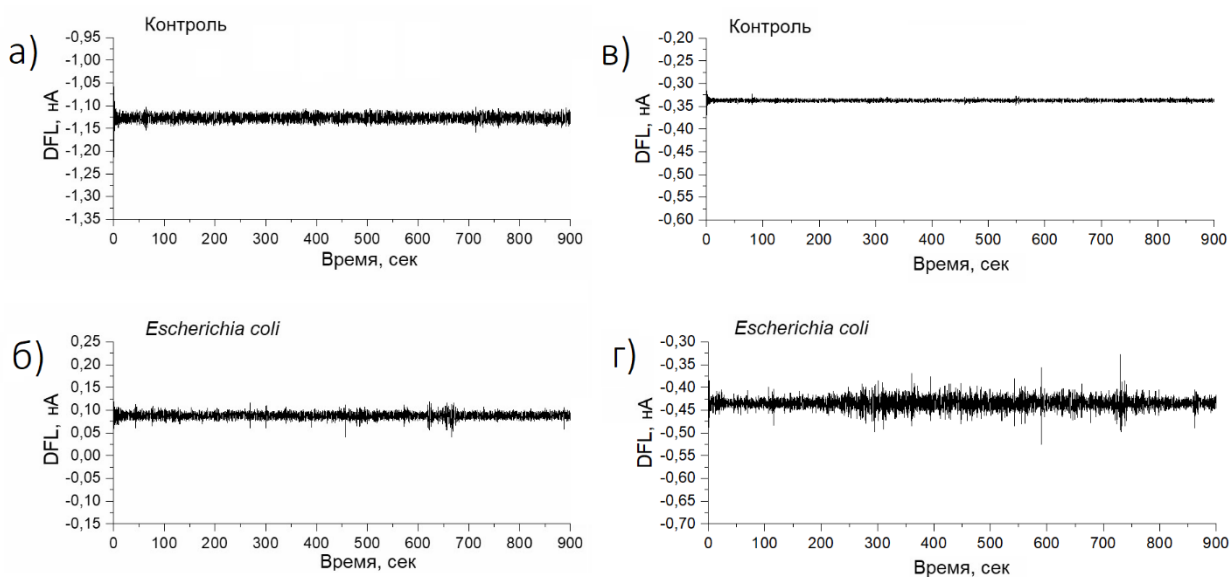 а)
Контроль
DFL, нА
-0,95
-1,00
-1,05
-1,10
-1,15
-1,20
-1,25
-1,30
-1,35
0 100 200 300 400 500 600 700 800 900
Время, сек
в)
Контроль
DFL, нА
-0,20
-0,25
-0,30
-0,35
-0,40
-0,45
-0,50
-0,55
-0,60
0 100 200 300 400 500 600 700 800 900
Время, сек
б)
Escherichia coli
DFL, нА
0,25
0,20
0,15
0,10
0,05
0,00
-0,05
-0,10
-0,15
0 100 200 300 400 500 600 700 800 900
Время, сек
г)
Escherichia coli
DFL, нА
-0,30
-0,35
-0,40
-0,45
-0,50
-0,55
-0,60
-0,65
-0,70
0 100 200 300 400 500 600 700 800 900
Время, сек